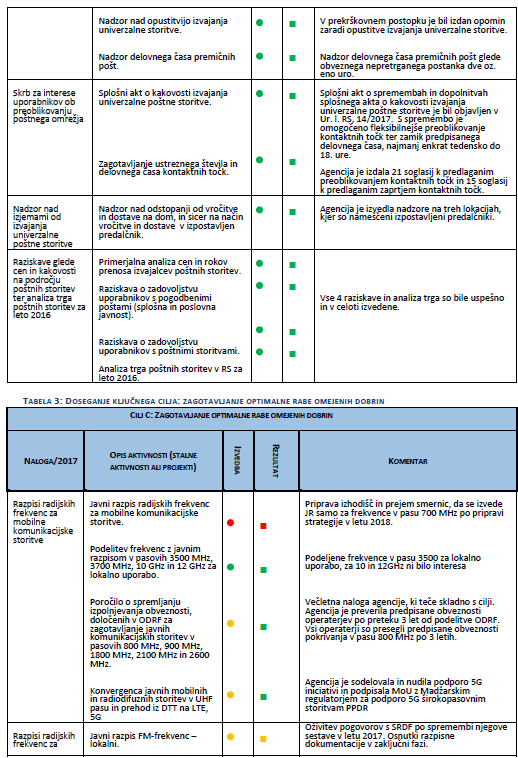 Nadzor nad opustitvijo izvajanja
univerzalne storitve.
V prekrškovnem postopku je bil izdan opomin
zaradi opustitve izvajanja univerzalne storitve.
Nadzor delovnega časa premičnih
pošt.
Nadzor delovnega časa premičnih pošt glede
obveznega nepretrganega postanka dve oz.
eno uro.
Skrb za interese
uporabnikov ob
preoblikovanju
poštnega omrežja
Splošni akt o kakovosti izvajanja
univerzalne poštne storitve.
Splošni akt o spremembah in dopolnitvah
splošnega akta o kakovosti izvajanja
univerzalne poštne storitve je bil objavljen v
Ur. l. RS, 14/2017. S spremembo je
omogočeno fleksibilnejše preoblikovanje
kontaktnih točk ter zamik predpisanega
delovnega časa, najmanj enkrat tedensko do
18. ure.
Zagotavljanje ustreznega števila in
delovnega časa kontaktnih točk.
Agencija je izdala 21 soglasij k predlaganim
preoblikovanjem kontaktnih točk in 15 soglasij
k predlaganim zaprtjem kontaktnih točk.
Nadzor nad
izjemami od
izvajanja
univerzalne
poštne storitve
Nadzor nad odstopanji od vročitve
in dostave na dom, in sicer na način
vročitve in dostave v izpostavljen
predalčnik.
Agencija je izvedla nadzore na treh lokacijah,
kjer so nameščeni izpostavljeni predalčniki.
Raziskave glede
cen in kakovosti
na področju
poštnih storitev
ter analiza trga
poštnih storitev za
leto 2016
Primerjalna analiza cen in rokov
prenosa izvajalcev poštnih storitev.
Raziskava o zadovoljstvu
uporabnikov s pogodbenimi
poštami (splošna in poslovna
javnost).
Raziskava o zadovoljstvu
uporabnikov s poštnimi storitvami.
Analiza trga poštnih storitev v RS za
leto 2016.
Vse 4 raziskave in analiza trga so bile uspešno
in v celoti izvedene.
TABELA 3: DOSEGANJE KLJUČNEGA CILJA: ZAGOTAVLJANJE OPTIMALNE RABE OMEJENIH DOBRIN
CILJ C: ZAGOTAVLJANJE OPTIMALNE RABE OMEJENIH DOBRIN
NALOGA/2017
OPIS AKTIVNOSTI (STALNE
AKTIVNOSTI ALI PROJEKTI)
IZVEDBA
REZULTAT
KOMENTAR
Razpisi radijskih
frekvenc za
mobilne
komunikacijske
storitve
Javni razpis radijskih frekvenc
za mobilne komunikacijske
storitve.
Priprava izhodišč in prejem smernic, da se izvede
JR samo za frekvence v pasu 700 MHz po pripravi
strategije v letu 2018.
Podelitev frekvenc z javnim
razpisom v pasovih 3500 MHz,
3700 MHz, 10 GHz in 12 GHz za
lokalno uporabo.
Podeljene frekvence v pasu 3500 za lokalno
uporabo, za 10 in 12GHz ni bilo interesa
Poročilo o spremljanju
izpolnjevanja obveznosti,
določenih v ODRF za
zagotavljanje javnih
komunikacijskih storitev v
pasovih 800 MHz, 900 MHz,
1800 MHz, 2100 MHz in 2600
MHz.
Večletna naloga agencije, ki teče skladno s cilji.
Agencija je preverila predpisane obveznosti
operaterjev po preteku 3 let od podelitve ODRF.
Vsi operaterji so presegli predpisane obveznosti
pokrivanja v pasu 800 MHz po 3 letih.
Konvergenca javnih mobilnih
in radiodifuznih storitev v UHF
pasu in prehod iz DTT na LTE,
5G
Agencija je sodelovala in nudila podporo 5G
iniciativi in podpisala MoU z Madžarskim
regulatorjem za podporo 5G širokopasovnim
storitvam PPDR
Razpisi radijskih
frekvenc za
Javni razpis FM-frekvenc –
lokalni.
Oživitev pogovorov s SRDF po spremembi njegove
sestave v letu 2017. Osnutki razpisne
dokumentacije v zaključni fazi.